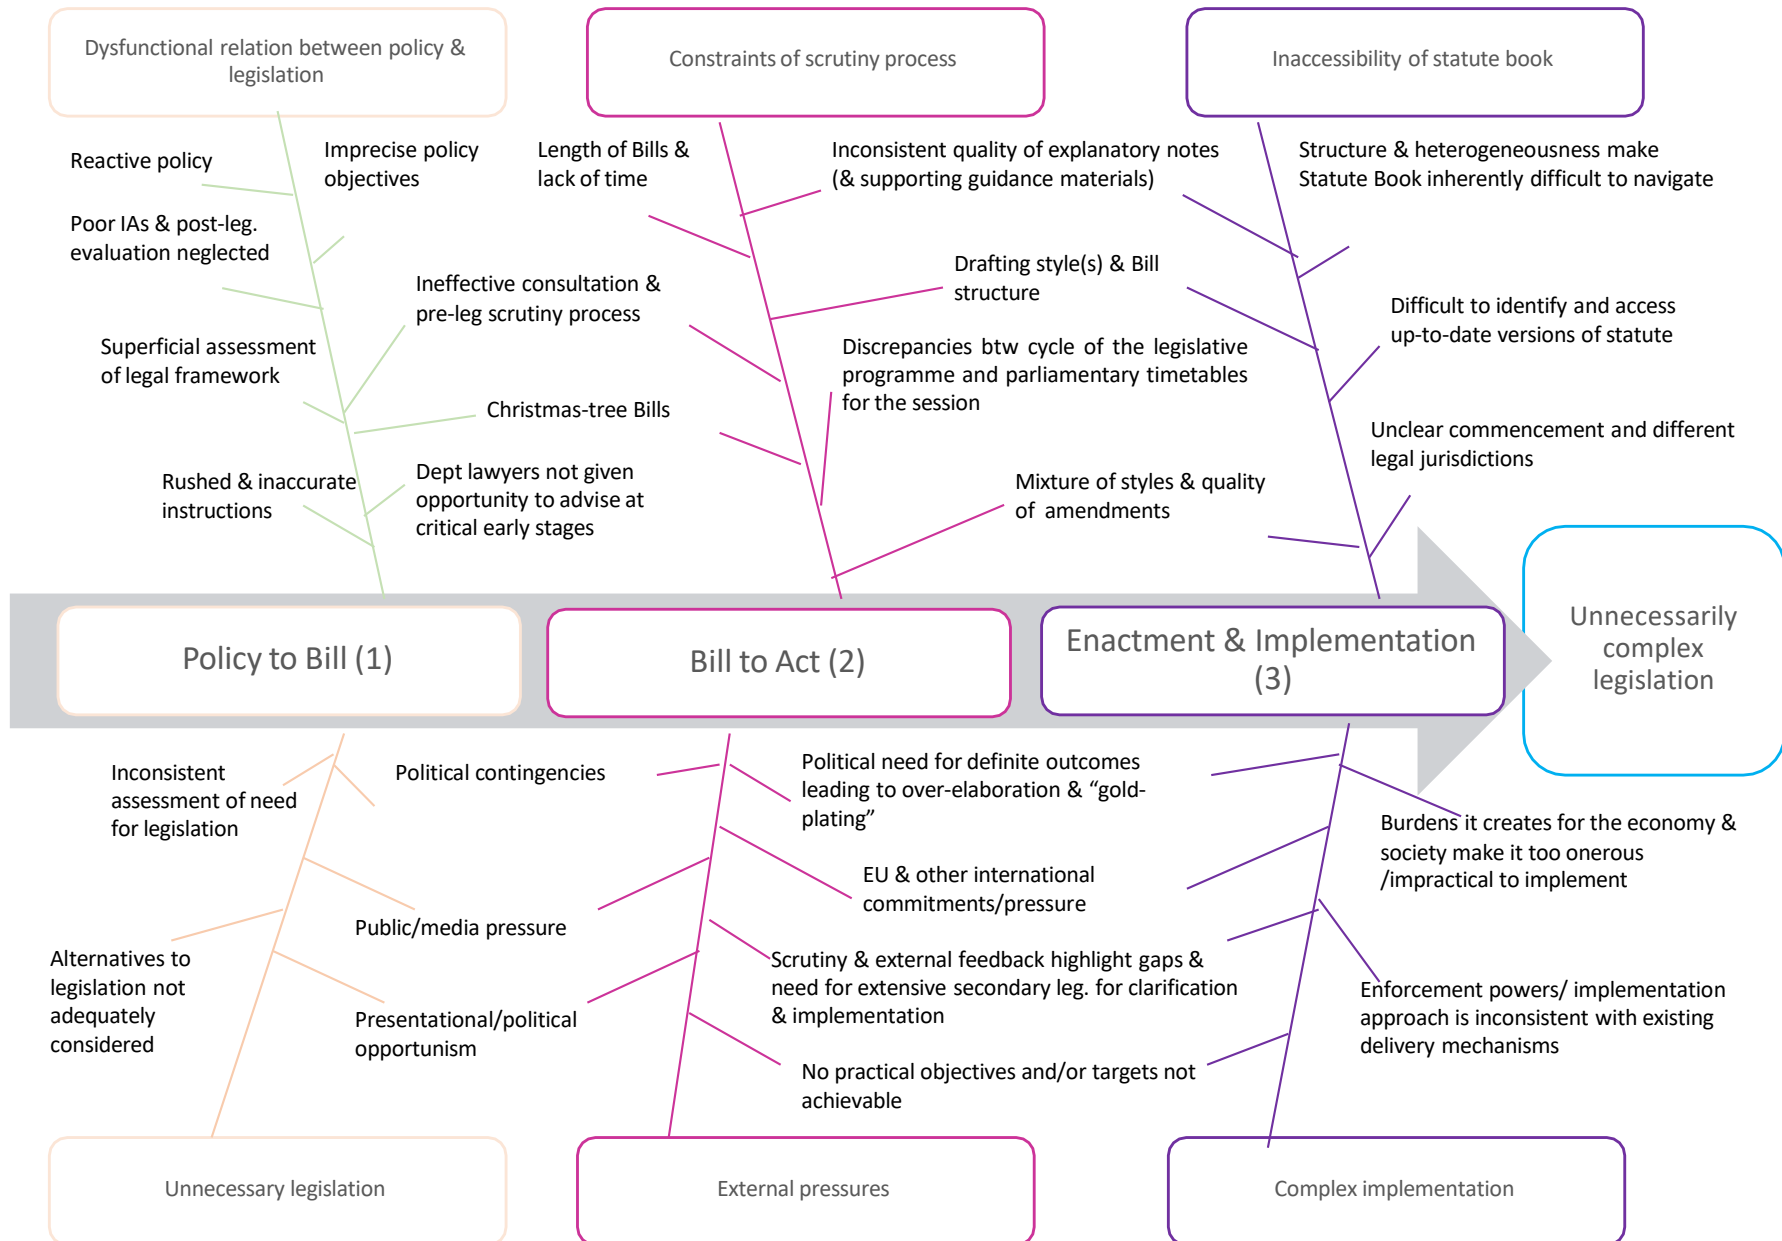 Dysfunctional relation between policy &
legislation
Constraints of scrutiny process
Inaccessibility of statute book
Reactive policy
Imprecise policy
objectives
Poor IAs & post-leg.
evaluation neglected
Ineffective consultation &
pre-leg scrutiny process
Superficial assessment
of legal framework
Christmas-tree Bills
Rushed & inaccurate
instructions
Dept lawyers not given
opportunity to advise at
critical early stages
Length of Bills &
lack of time
Inconsistent quality of explanatory notes
(& supporting guidance materials)
Drafting style(s) & Bill
structure
Discrepancies btw cycle of the legislative
programme and parliamentary timetables
for the session
Mixture of styles & quality
of amendments
Structure & heterogeneousness make
Statute Book inherently difficult to navigate
Difficult to identify and access
up-to-date versions of statute
Unclear commencement and different
legal jurisdictions
Policy to Bill (1)
Bill to Act (2)
Enactment & Implementation
(3)
Unnecessarily
complex
legislation
Inconsistent
assessment of need
for legislation
Political contingencies
Public/media pressure
Alternatives to
legislation not
adequately
considered
Presentational/political
opportunism
Political need for definite outcomes
leading to over-elaboration & “gold-
plating”
EU & other international
commitments/pressure
Scrutiny & external feedback highlight gaps &
need for extensive secondary leg. for clarification
& implementation
No practical objectives and/or targets not
achievable
Burdens it creates for the economy &
society make it too onerous
/impractical to implement
Enforcement powers/ implementation
approach is inconsistent with existing
delivery mechanisms
Unnecessary legislation
External pressures
Complex implementation